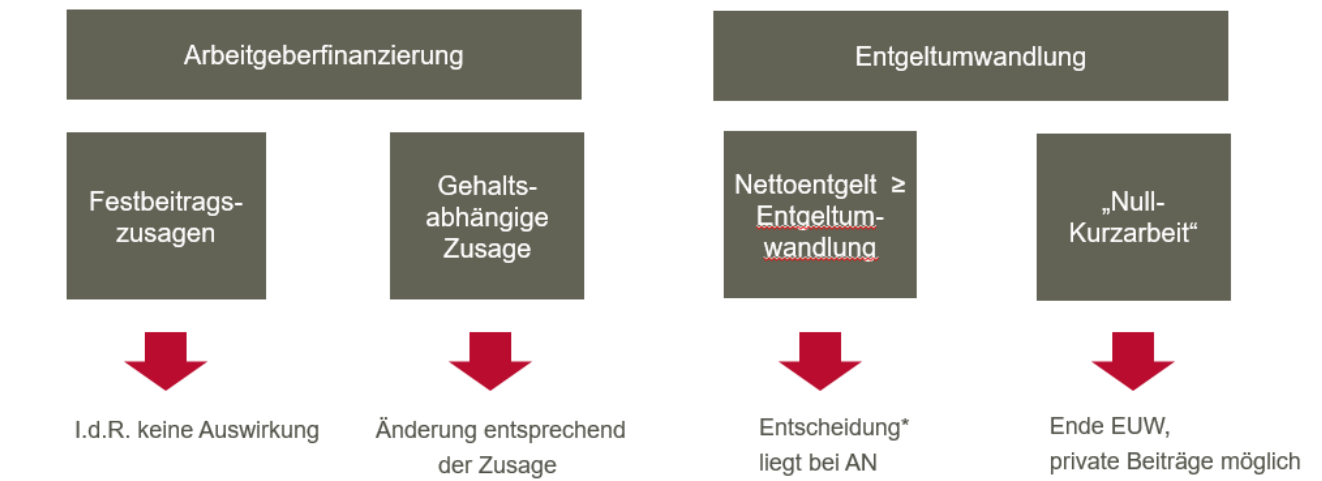 Arbeitgeberfinanzierung
Entgeltumwandlung
Festbeitrags-
zusagen
Gehalts-
abhängige
Zusage
Nettoentgelt ≥
Entgeltum-
wandlung
„Null-
Kurzarbeit“
I.d.R. keine Auswirkung
Änderung entsprechend
der Zusage
Entscheidung*
liegt bei AN
Ende EUW,
private Beiträge möglich